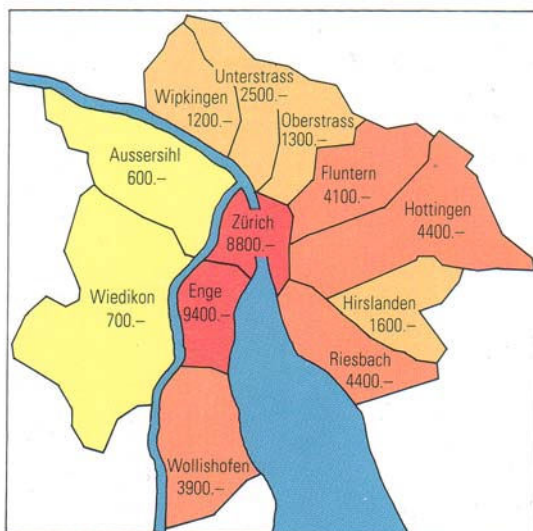 Unterstrass
2500.–
Wipkingen
1200.–
Oberstrass
1300.–
Aussersihl
600.–
Fluntern
4100.–
Hottingen
4400.–
Zürich
8800.–
Wiedikon
700.–
Enge
9400.–
Hirslanden
1600.–
Riesbach
4400.–
Wollishofen
3900.–